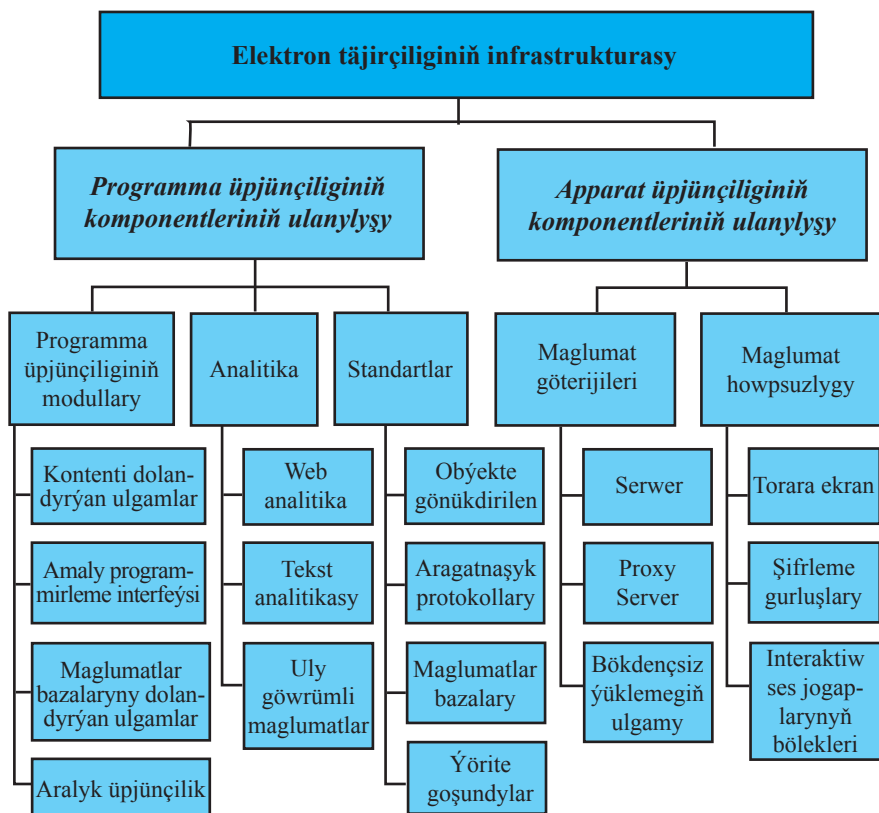 Elektron täjirçiliginiň infrastrukturasy
Programma üpjünçiliginiň
komponentleriniň ulanylyşy
Apparat üpjünçiliginiň
komponentleriniň ulanylyşy
Programma
üpjünçiliginiň
modullary
Analitika
Standartlar
Maglumat
göterijileri
Maglumat
howpsuzlygy
Kontenti dolan-
dyrýan ulgamlar
Amaly program-
mirleme interfeýsi
Maglumatlar
bazalaryny dolan-
dyrýan ulgamlar
Aralyk üpjünçilik
Web
analitika
Tekst
analitikasy
Uly
göwrümli
maglumatlar
Obýekte
gönükdirilen
Aragatnaşyk
protokollary
Maglumatlar
bazalary
Ýörite
goşundylar
Serwer
Proxy
Server
Bökdençsiz
ýüklemegiň
ulgamy
Torara ekran
Şifrleme
gurluşlary
Interaktiw
ses jogap-
larynyň
bölekleri